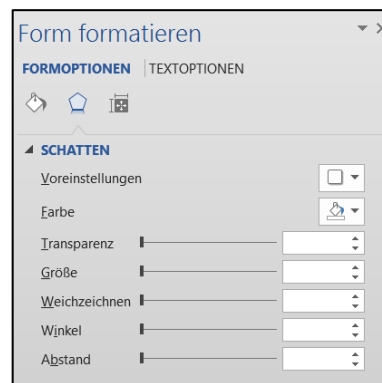 Form formatieren
FORMOPTIONEN TEXTOPTIONEN
SCHATTEN
Voreinstellungen
Farbe
Transparenz
Größe
Weichzeichnen
Winkel
Abstand